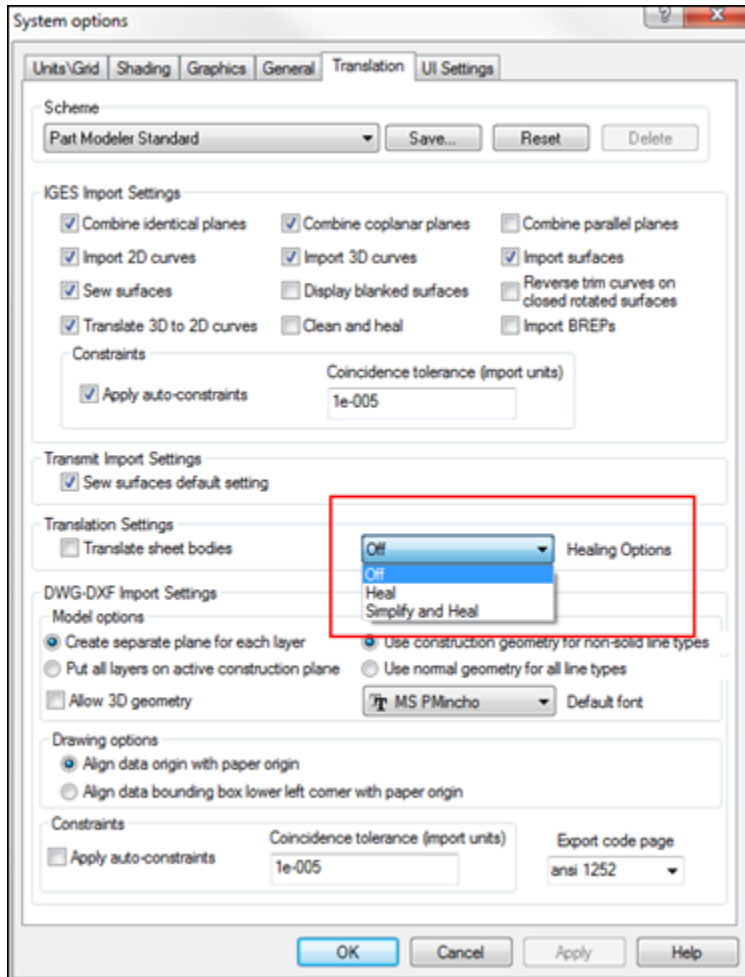 System options
Units\Grid Shading Graphics General Translation UI Settings
Scheme
Part Modeler Standard Save... Reset Delete
IGES Import Settings
Combine identical planes Combine coplanar planes Combine parallel planes
Import 2D curves Import 3D curves Import surfaces
Sew surfaces Display blanked surfaces Reverse trim curves on
closed rotated surfaces
Translate 3D to 2D curves Clean and heal Import BREPs
Constraints
Coincidence tolerance (import units)
Apply auto-constraints 1e-005
Transmit Import Settings
Sew surfaces default setting
Translation Settings
Translate sheet bodies Off Healing Options
Off
Heal
Simplify and Heal
DWG-DXF Import Settings
Model options
Create separate plane for each layer Use construction geometry for non-solid line types
Put all layers on active construction plane Use normal geometry for all line types
Allow 3D geometry MS PMincho Default font
Drawing options
Align data origin with paper origin
Align data bounding box lower left corner with paper origin
Constraints
Coincidence tolerance (import units) Export code page
Apply auto-constraints 1e-005 ansi 1252
OK Cancel Apply Help